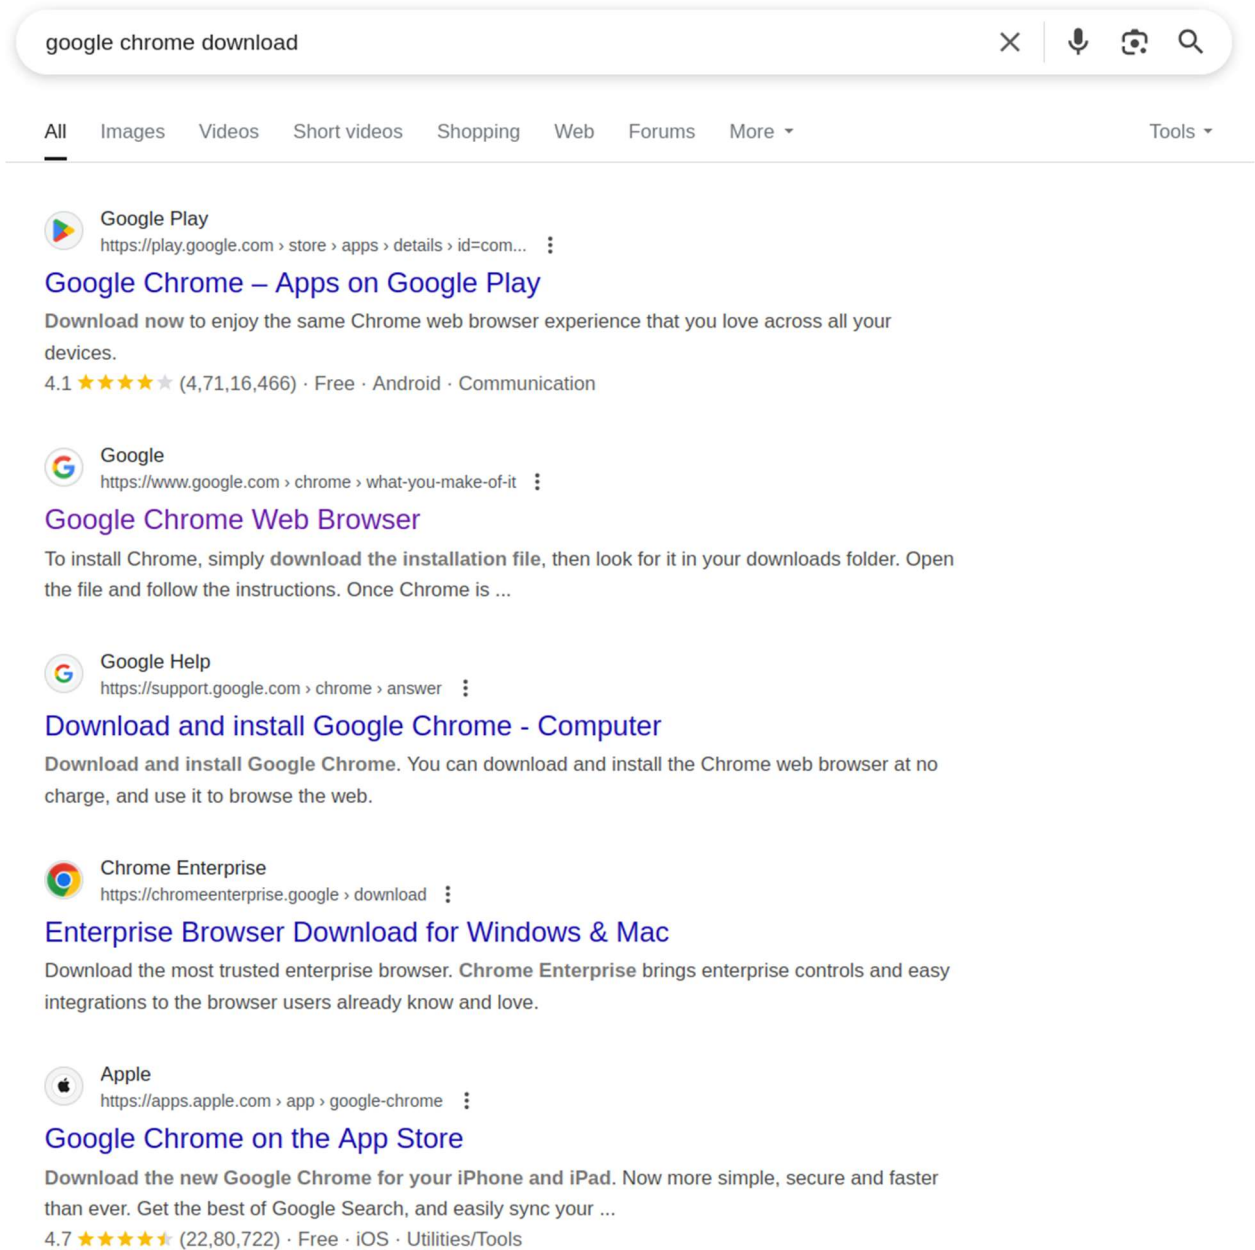 google chrome download
All Images Videos Short videos Shopping Web Forums More Tools
Google Play
https://play.google.com › store › apps › details › id=com...
Google Chrome – Apps on Google Play
Download now to enjoy the same Chrome web browser experience that you love across all your
devices.
4.1 (4,71,16,466) · Free · Android · Communication
Google
https://www.google.com › chrome › what-you-make-of-it
Google Chrome Web Browser
To install Chrome, simply download the installation file, then look for it in your downloads folder. Open
the file and follow the instructions. Once Chrome is ...
Google Help
https://support.google.com › chrome › answer
Download and install Google Chrome - Computer
Download and install Google Chrome. You can download and install the Chrome web browser at no
charge, and use it to browse the web.
Chrome Enterprise
https://chromeenterprise.google › download
Enterprise Browser Download for Windows & Mac
Download the most trusted enterprise browser. Chrome Enterprise brings enterprise controls and easy
integrations to the browser users already know and love.
Apple
https://apps.apple.com › app › google-chrome
Google Chrome on the App Store
Download the new Google Chrome for your iPhone and iPad. Now more simple, secure and faster
than ever. Get the best of Google Search, and easily sync your ...
4.7 (22,80,722) · Free · iOS · Utilities/Tools